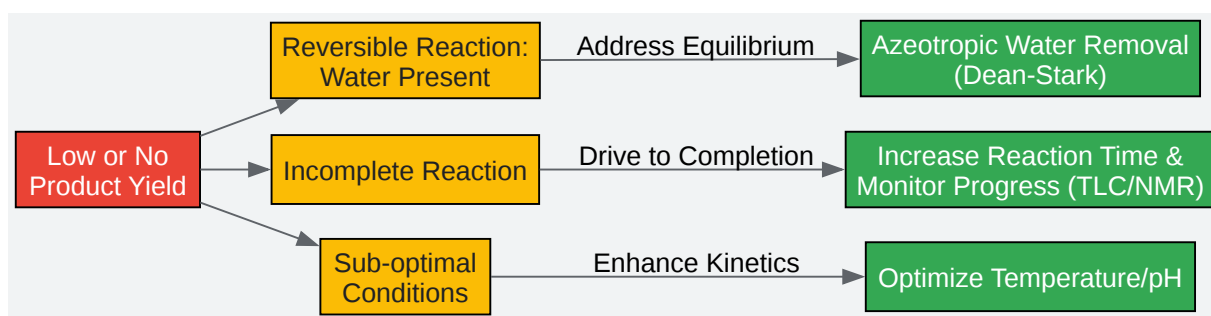 Low or No
Product Yield
Reversible Reaction:
Water Present
Address Equilibrium
Azeotropic Water Removal
(Dean-Stark)
Incomplete Reaction
Drive to Completion
Increase Reaction Time &
Monitor Progress (TLC/NMR)
Sub-optimal
Conditions
Enhance Kinetics
Optimize Temperature/pH